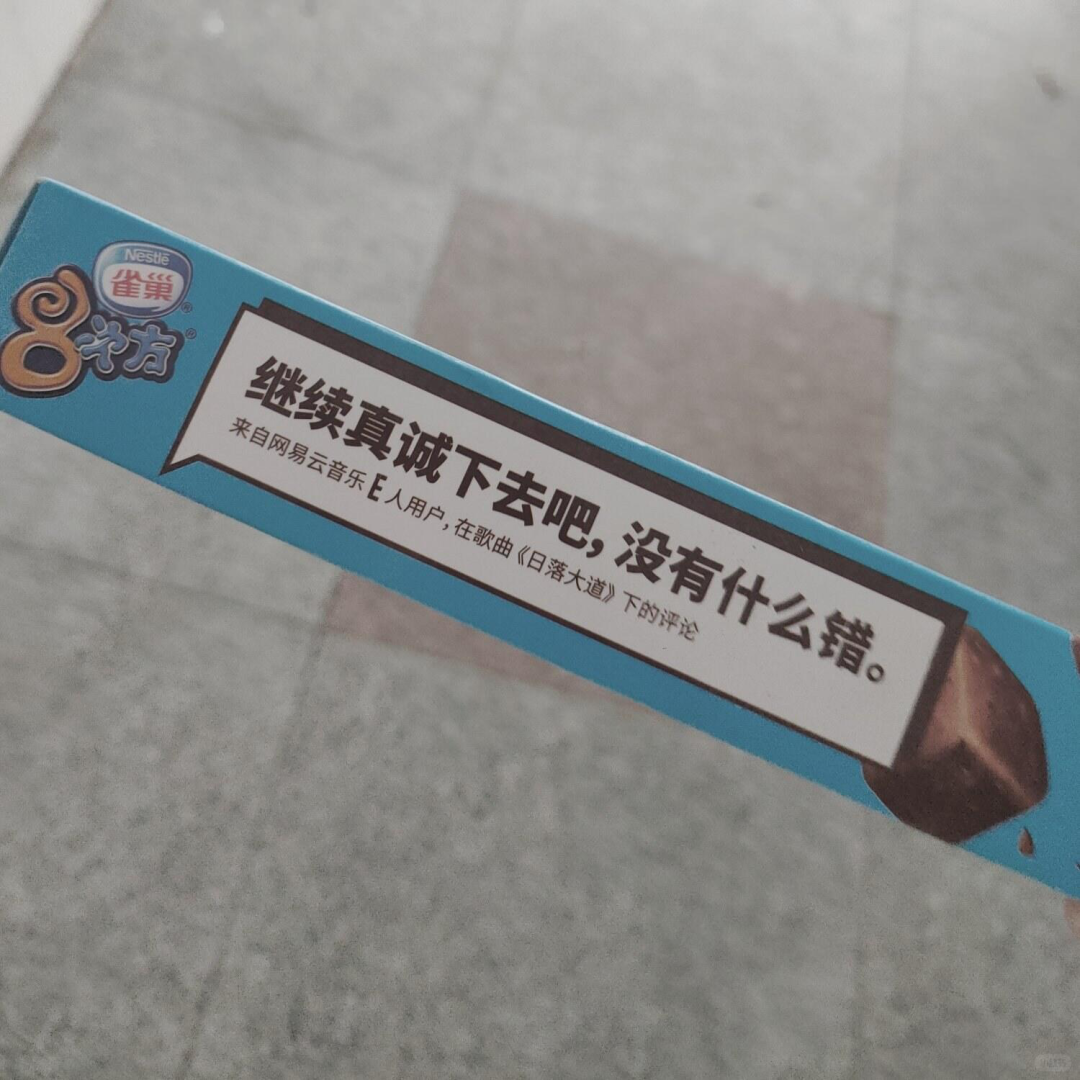 Nestlé
雀巢
8次方
继续真诚下去吧,没有什么错。
来自网易云音乐E人用户,在歌曲《日落大道》下的评论